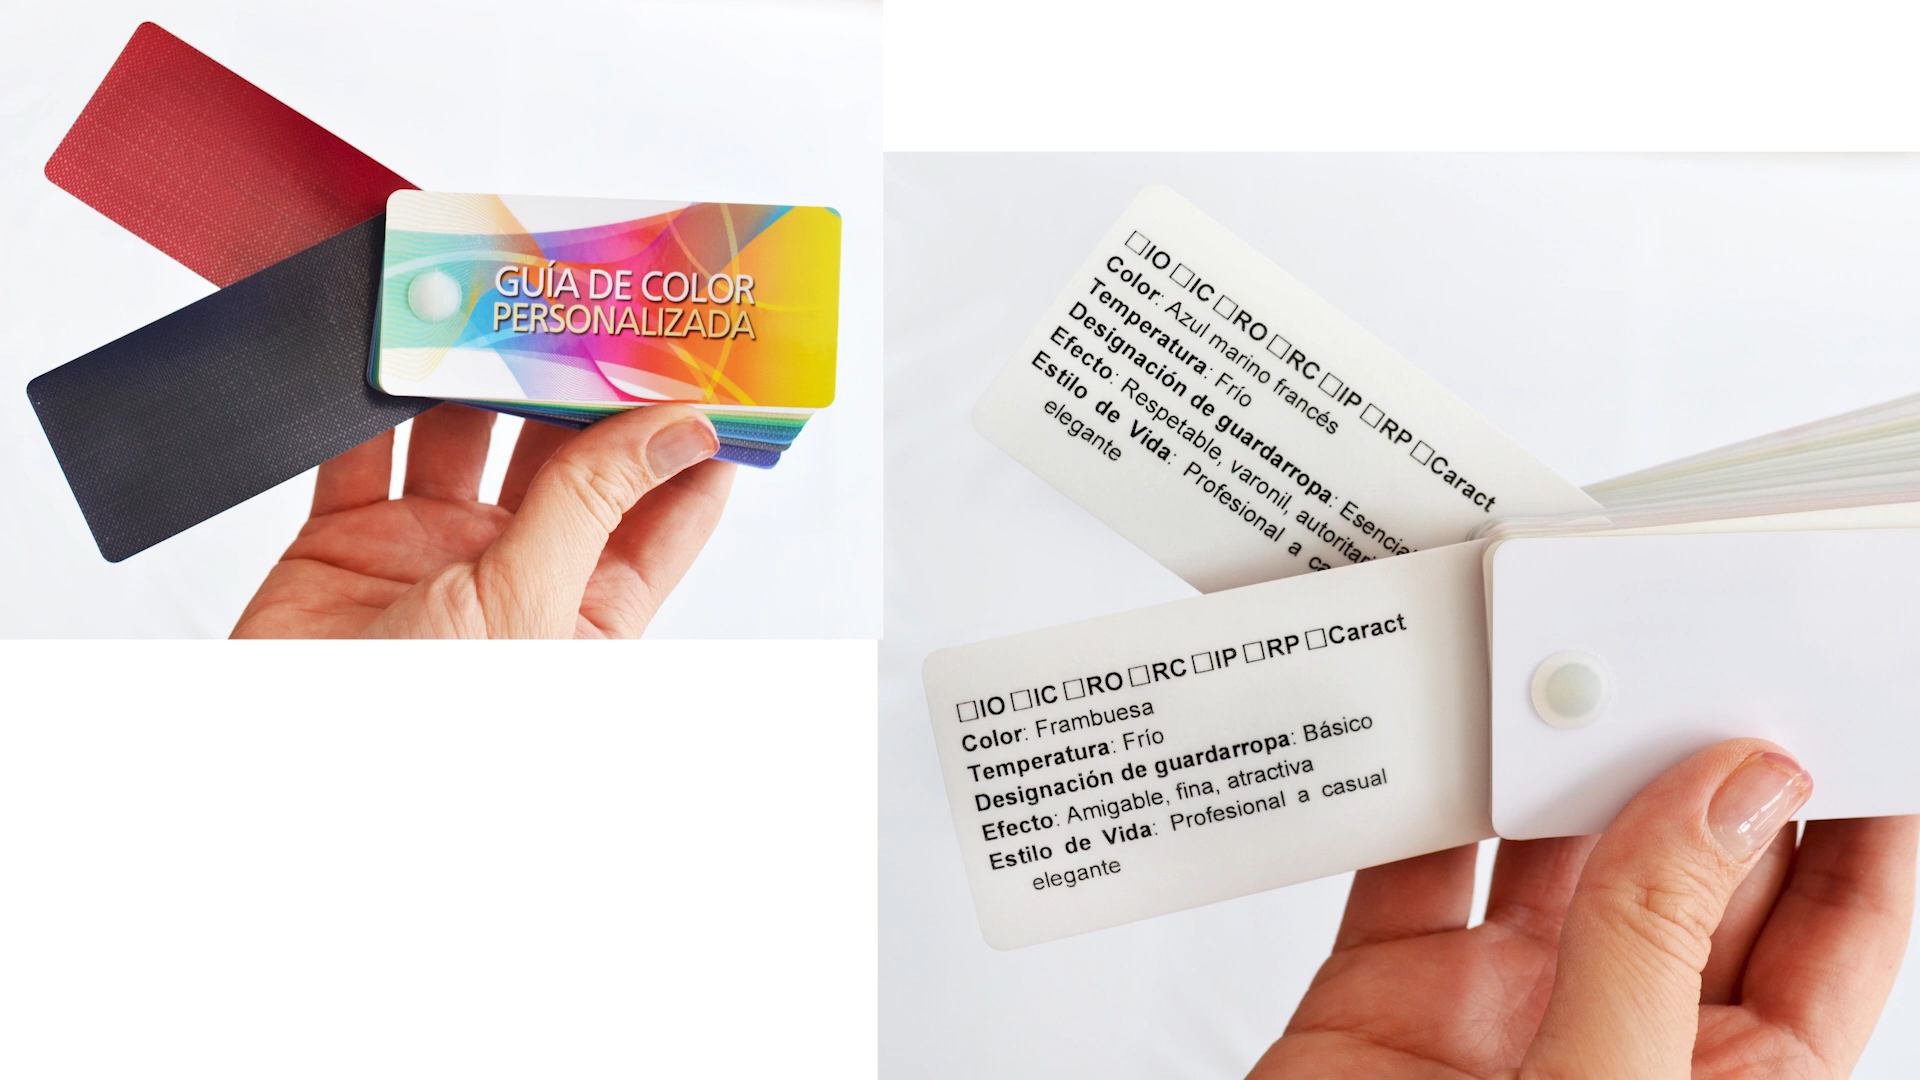 GUÍA DE COLOR
PERSONALIZADA
☐IO ☐IC ☐RO ☐RC ☐IP ☐RP ☐Caract
Color: Azul marino francés
Temperatura: Frío
Designación de guardarropa:
Efecto: Respetable, varonil,
Estilo de Vida: Profesional a
elegante
☐IO ☐IC ☐RO ☐RC ☐IP ☐RP ☐Caract
Color: Frambuesa
Temperatura: Frío
Designación de guardarropa: Básico
Efecto: Amigable, fina, atractiva
Estilo de Vida: Profesional a casual
elegante